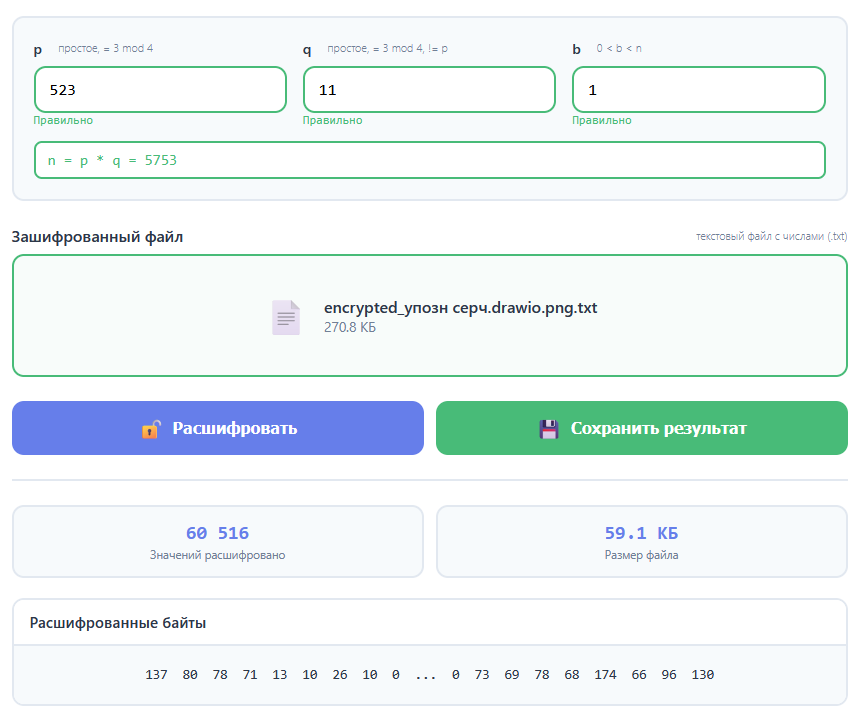 p простое, = 3 mod 4 q простое, = 3 mod 4, != p b 0 < b < n
523 11 1
Правильно Правильно Правильно
n = p * q = 5753
Зашифрованный файл текстовый файл с числами (.txt)
encrypted_упозн серч.drawio.png.txt
270.8 КБ
Расшифровать Сохранить результат
60 516 59.1 КБ
Значений расшифровано Размер файла
Расшифрованные байты
137 80 78 71 13 10 26 10 0 ... 0 73 69 78 68 174 66 96 130